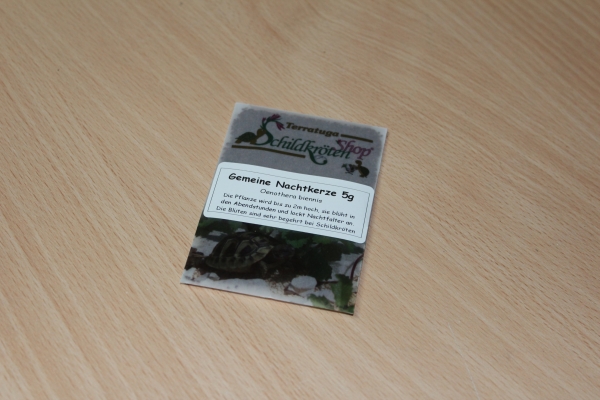 Terratuga
Schildkröten Shop
Gemeine Nachtkerze 5g
Oenothera biennis
Die Pflanze wird bis zu 2m hoch, sie blüht in
den Abendstunden und lockt Nachtfalter an.
Die Blüten sind sehr begehrt bei Schildkröten